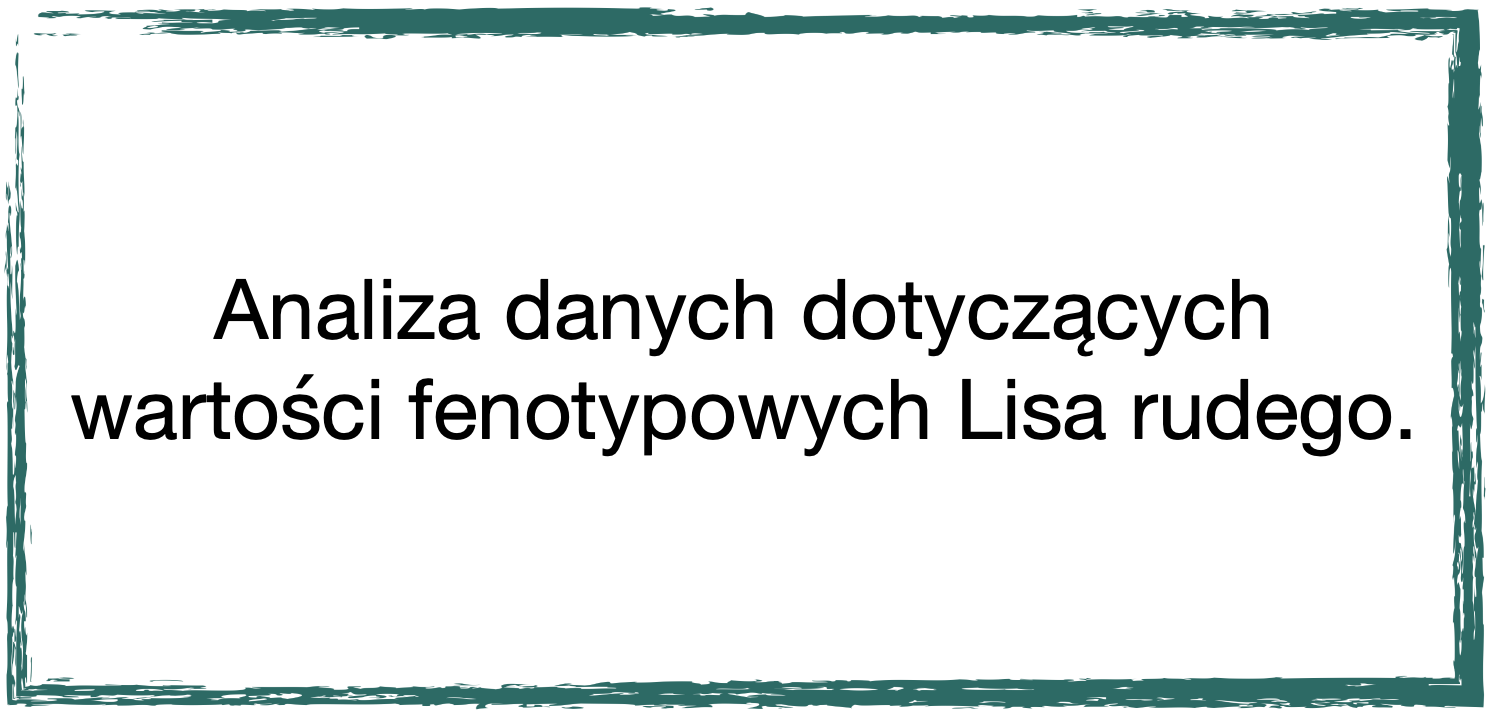 Analiza danych dotyczących
wartości fenotypowych Lisa rudego.